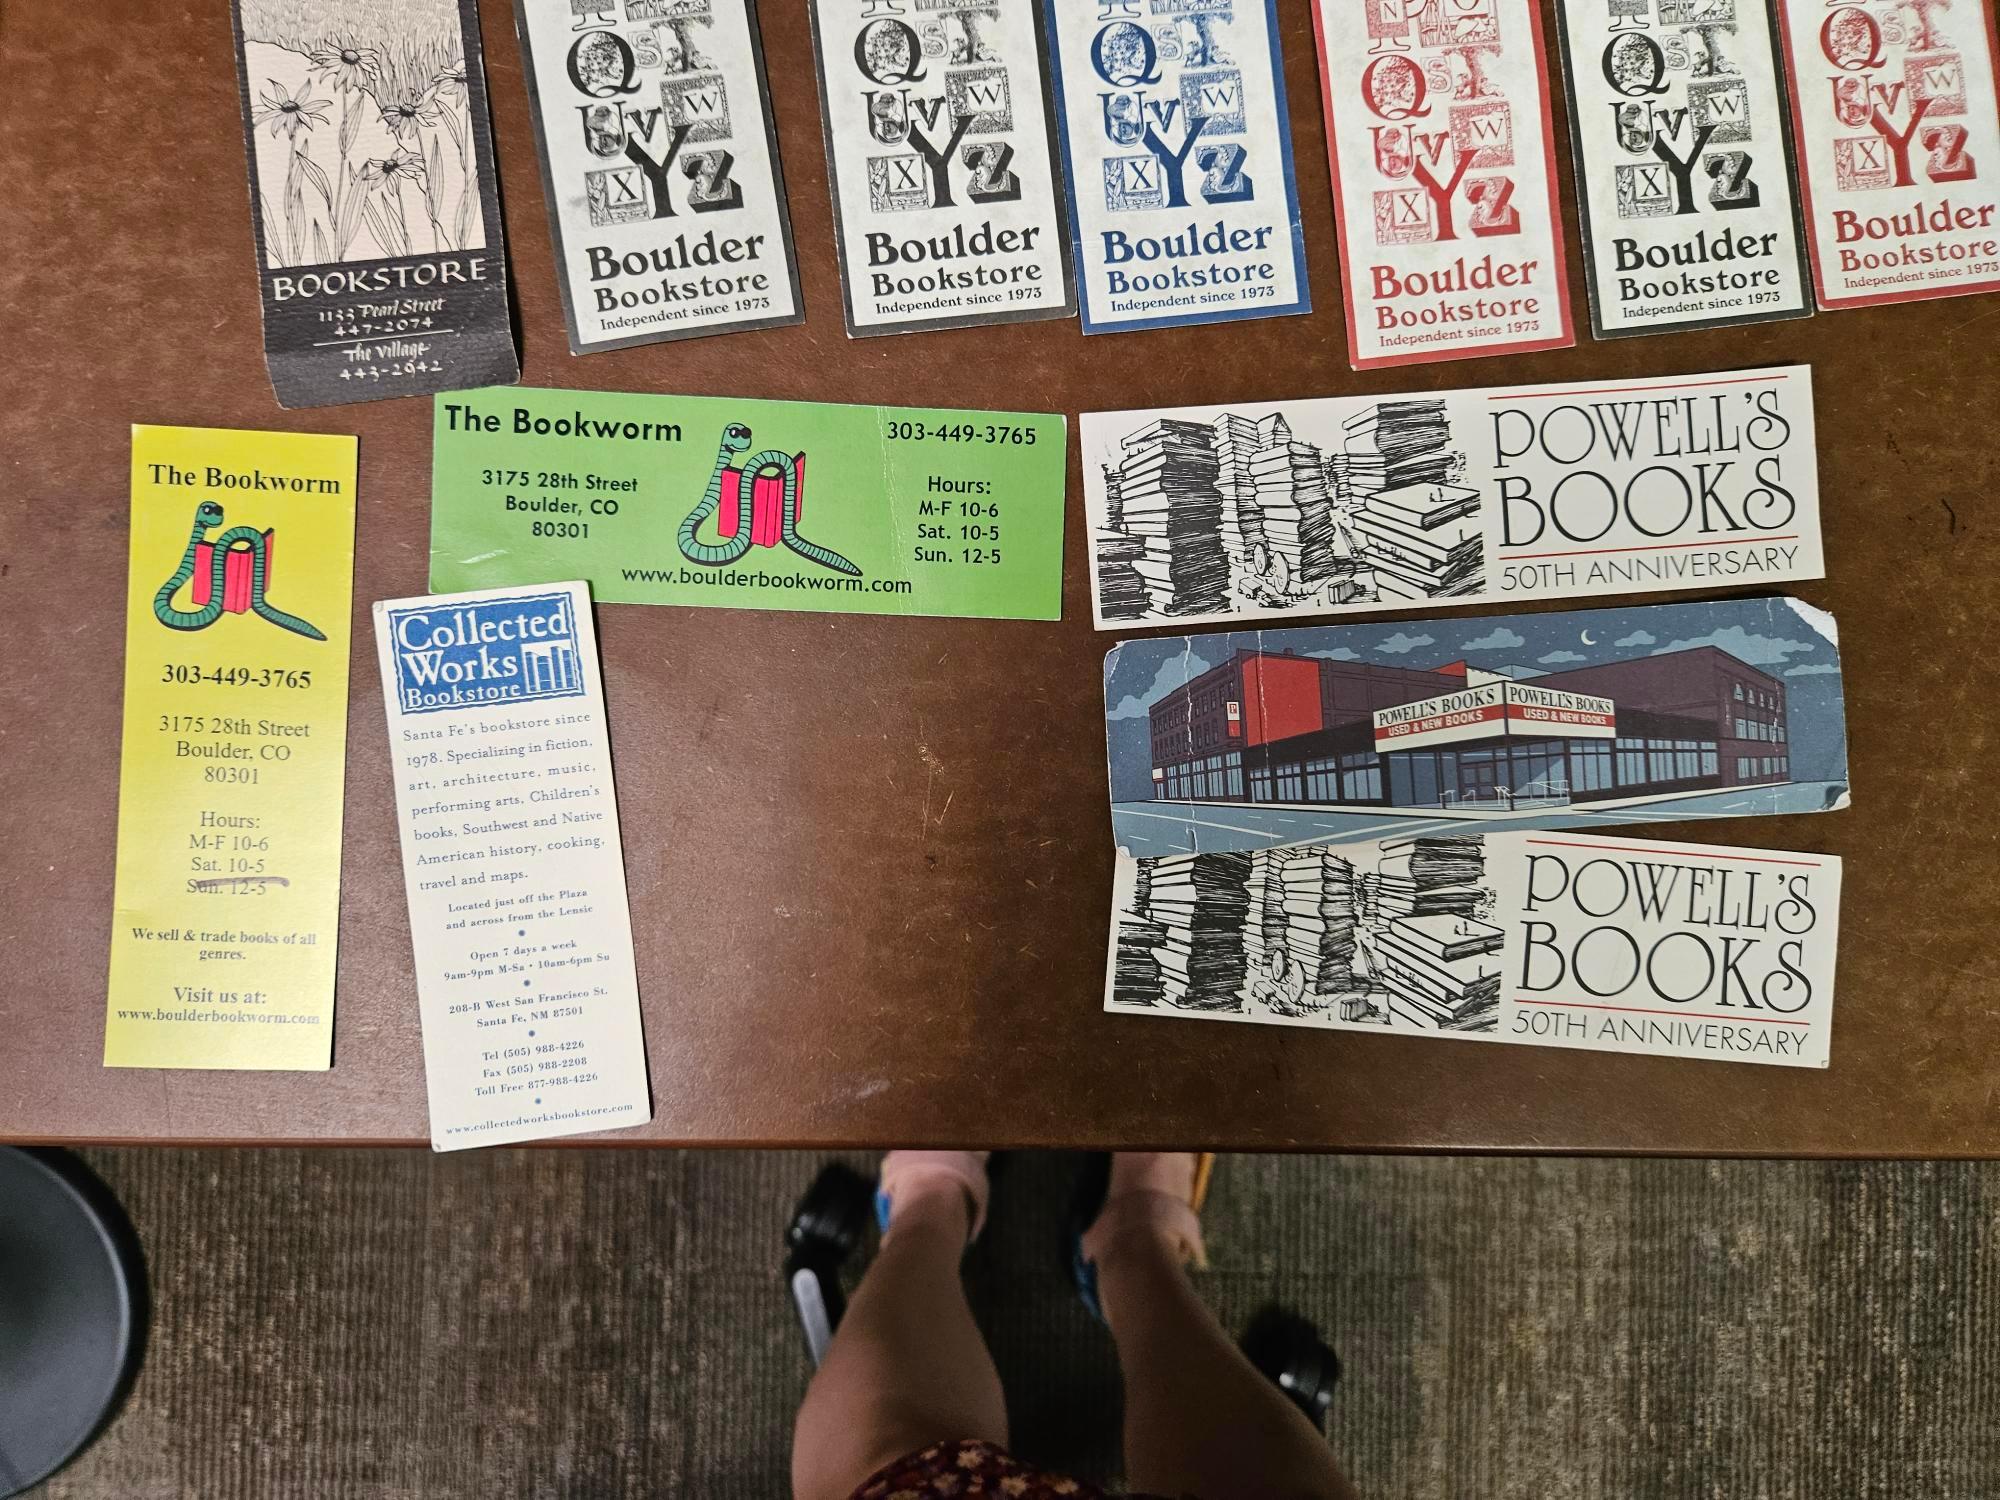 BOOKSTORE
1133 Pearl Street
447-2074
The Village
443-2942
Q S T
U V W
X Y Z
Boulder
Bookstore
Independent since 1973
Q S T
U V W
X Y Z
Boulder
Bookstore
Independent since 1973
Q S T
U V W
X Y Z
Boulder
Bookstore
Independent since 1973
N
Q S T
U V W
X Y Z
Boulder
Bookstore
Independent since 1973
Q S T
U V W
X Y Z
Boulder
Bookstore
Independent since 1973
Q S T
U V W
X Y Z
Boulder
Bookstore
Independent since 1973
The Bookworm
303-449-3765
3175 28th Street
Boulder, CO
80301
Hours:
M-F 10-6
Sat. 10-5
Sun. 12-5
We sell & trade books of all
genres.
Visit us at:
www.boulderbookworm.com
The Bookworm
3175 28th Street
Boulder, CO
80301
303-449-3765
Hours:
M-F 10-6
Sat. 10-5
Sun. 12-5
www.boulderbookworm.com
Collected
Works
Bookstore
Santa Fe's bookstore since
1978. Specializing in fiction,
art, architecture, music,
performing arts, Children's
books, Southwest and Native
American history, cooking,
travel and maps.
Located just off the Plaza
and across from the Lensic
Open 7 days a week
9am-9pm M-Sa • 10am-6pm Su
208-B West San Francisco St.
Santa Fe, NM 87501
Tel (505) 988-4226
Fax (505) 988-2208
Toll Free 877-988-4226
www.collectedworksbookstore.com
POWELL'S
BOOKS
50TH ANNIVERSARY
P
POWELL'S BOOKS
USED & NEW BOOKS
POWELL'S BOOKS
USED & NEW BOOKS
POWELL'S
BOOKS
50TH ANNIVERSARY